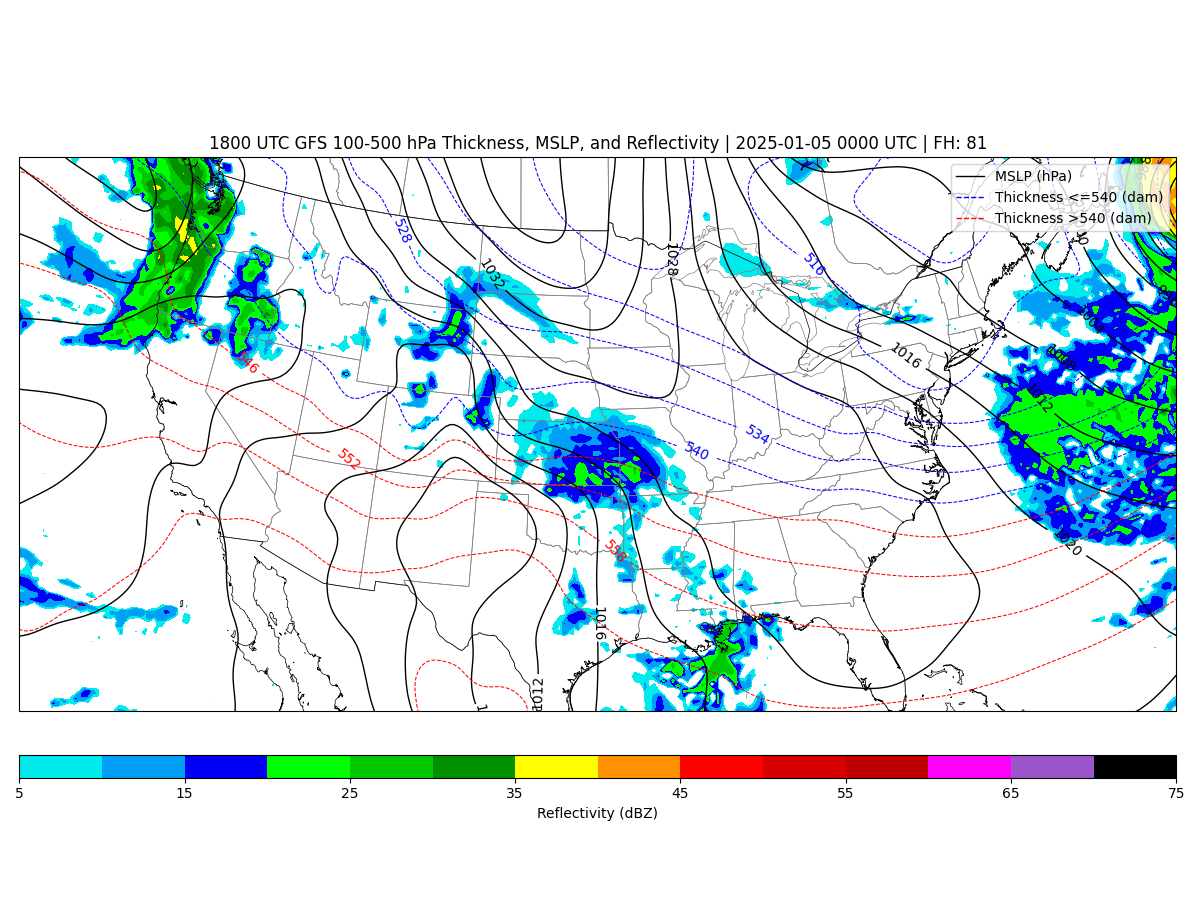 1800 UTC GFS 100-500 hPa Thickness, MSLP, and Reflectivity | 2025-01-05 0000 UTC | FH: 81
MSLP (hPa)
Thickness <=540 (dam)
Thickness >540 (dam)
528
1028
1032
516
1004
1016
1008
546
1012
534
540
552
558
1020
1016
1012
1
5 15 25 35 45 55 65 75
Reflectivity (dBZ)